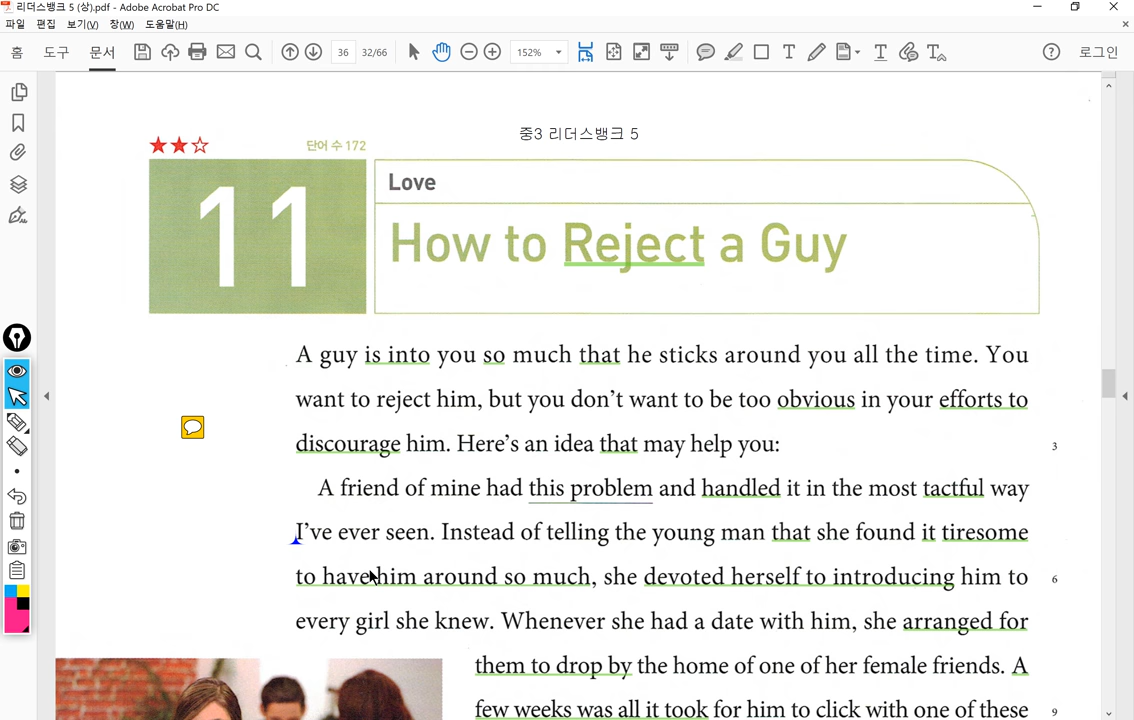 리더스뱅크 5 (상).pdf - Adobe Acrobat Pro DC
파일 편집 보기(V) 창(W) 도움말(H)
홈 도구 문서 36 32/66 152% 로그인
중3 리더스뱅크 5
단어 수 172
11
Love
How to Reject a Guy
A guy is into you so much that he sticks around you all the time. You
want to reject him, but you don't want to be too obvious in your efforts to
discourage him. Here's an idea that may help you: 3
A friend of mine had this problem and handled it in the most tactful way
I've ever seen. Instead of telling the young man that she found it tiresome
to have him around so much, she devoted herself to introducing him to 6
every girl she knew. Whenever she had a date with him, she arranged for
them to drop by the home of one of her female friends. A
few weeks was all it took for him to click with one of these 9